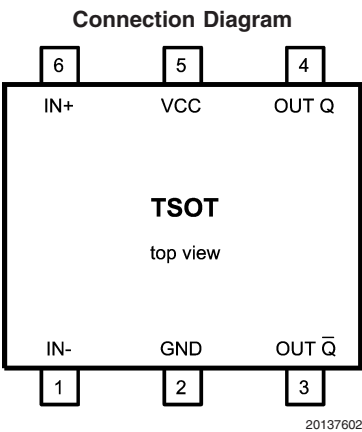 Connection Diagram
6 5 4
IN+ VCC OUT Q
TSOT
top view
IN- GND OUT Q̅
1 2 3
20137602